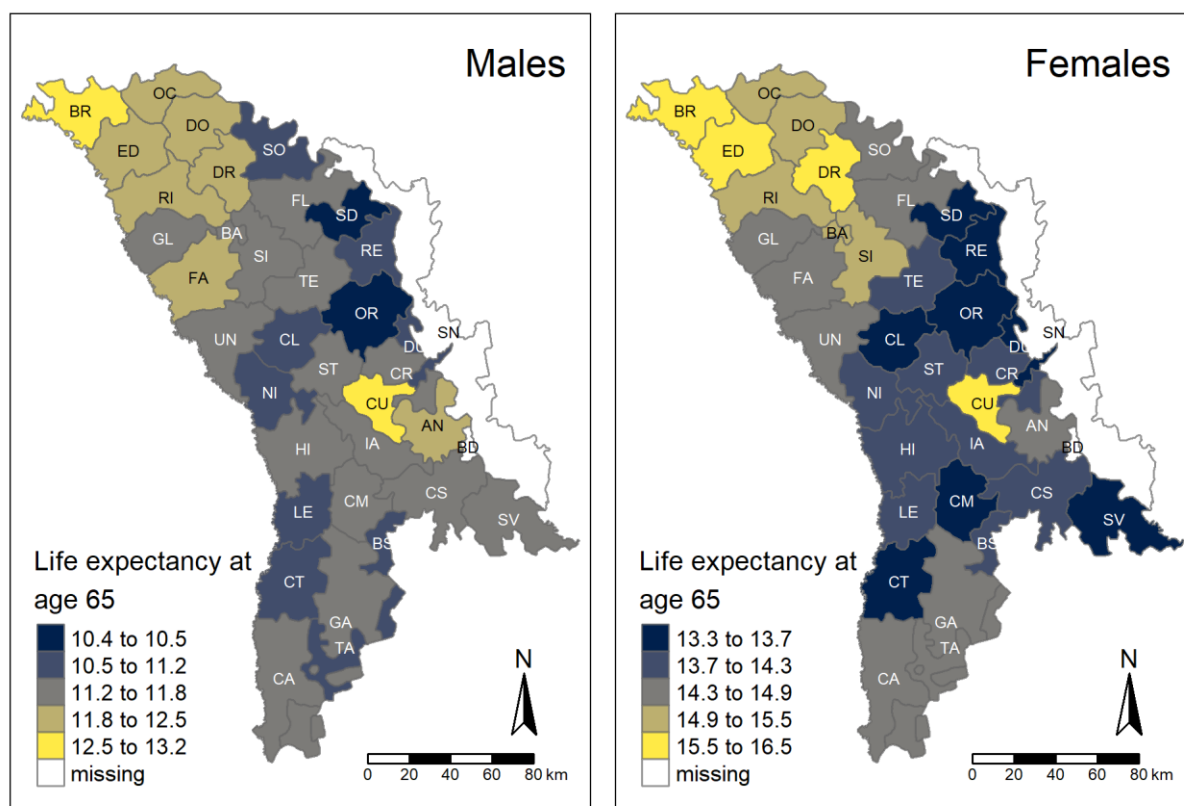 Males
OC
BR
DO
ED
SO
DR
RI
FL
SD
BA
GL
RE
SI
FA
TE
OR
UN
SN
CL
DU
ST
CR
NI
CU
AN
HI
IA
BD
CM
CS
LE
SV
BS
CT
GA
TA
CA
Life expectancy at
age 65
10.4 to 10.5
10.5 to 11.2
11.2 to 11.8
11.8 to 12.5
12.5 to 13.2
missing
N
0 20 40 60 80 km
Females
OC
BR
DO
ED
SO
DR
RI
FL
SD
BA
GL
RE
SI
FA
TE
OR
UN
SN
CL
DU
ST
CR
NI
CU
AN
HI
IA
BD
CM
CS
LE
SV
BS
CT
GA
TA
CA
Life expectancy at
age 65
13.3 to 13.7
13.7 to 14.3
14.3 to 14.9
14.9 to 15.5
15.5 to 16.5
missing
N
0 20 40 60 80 km